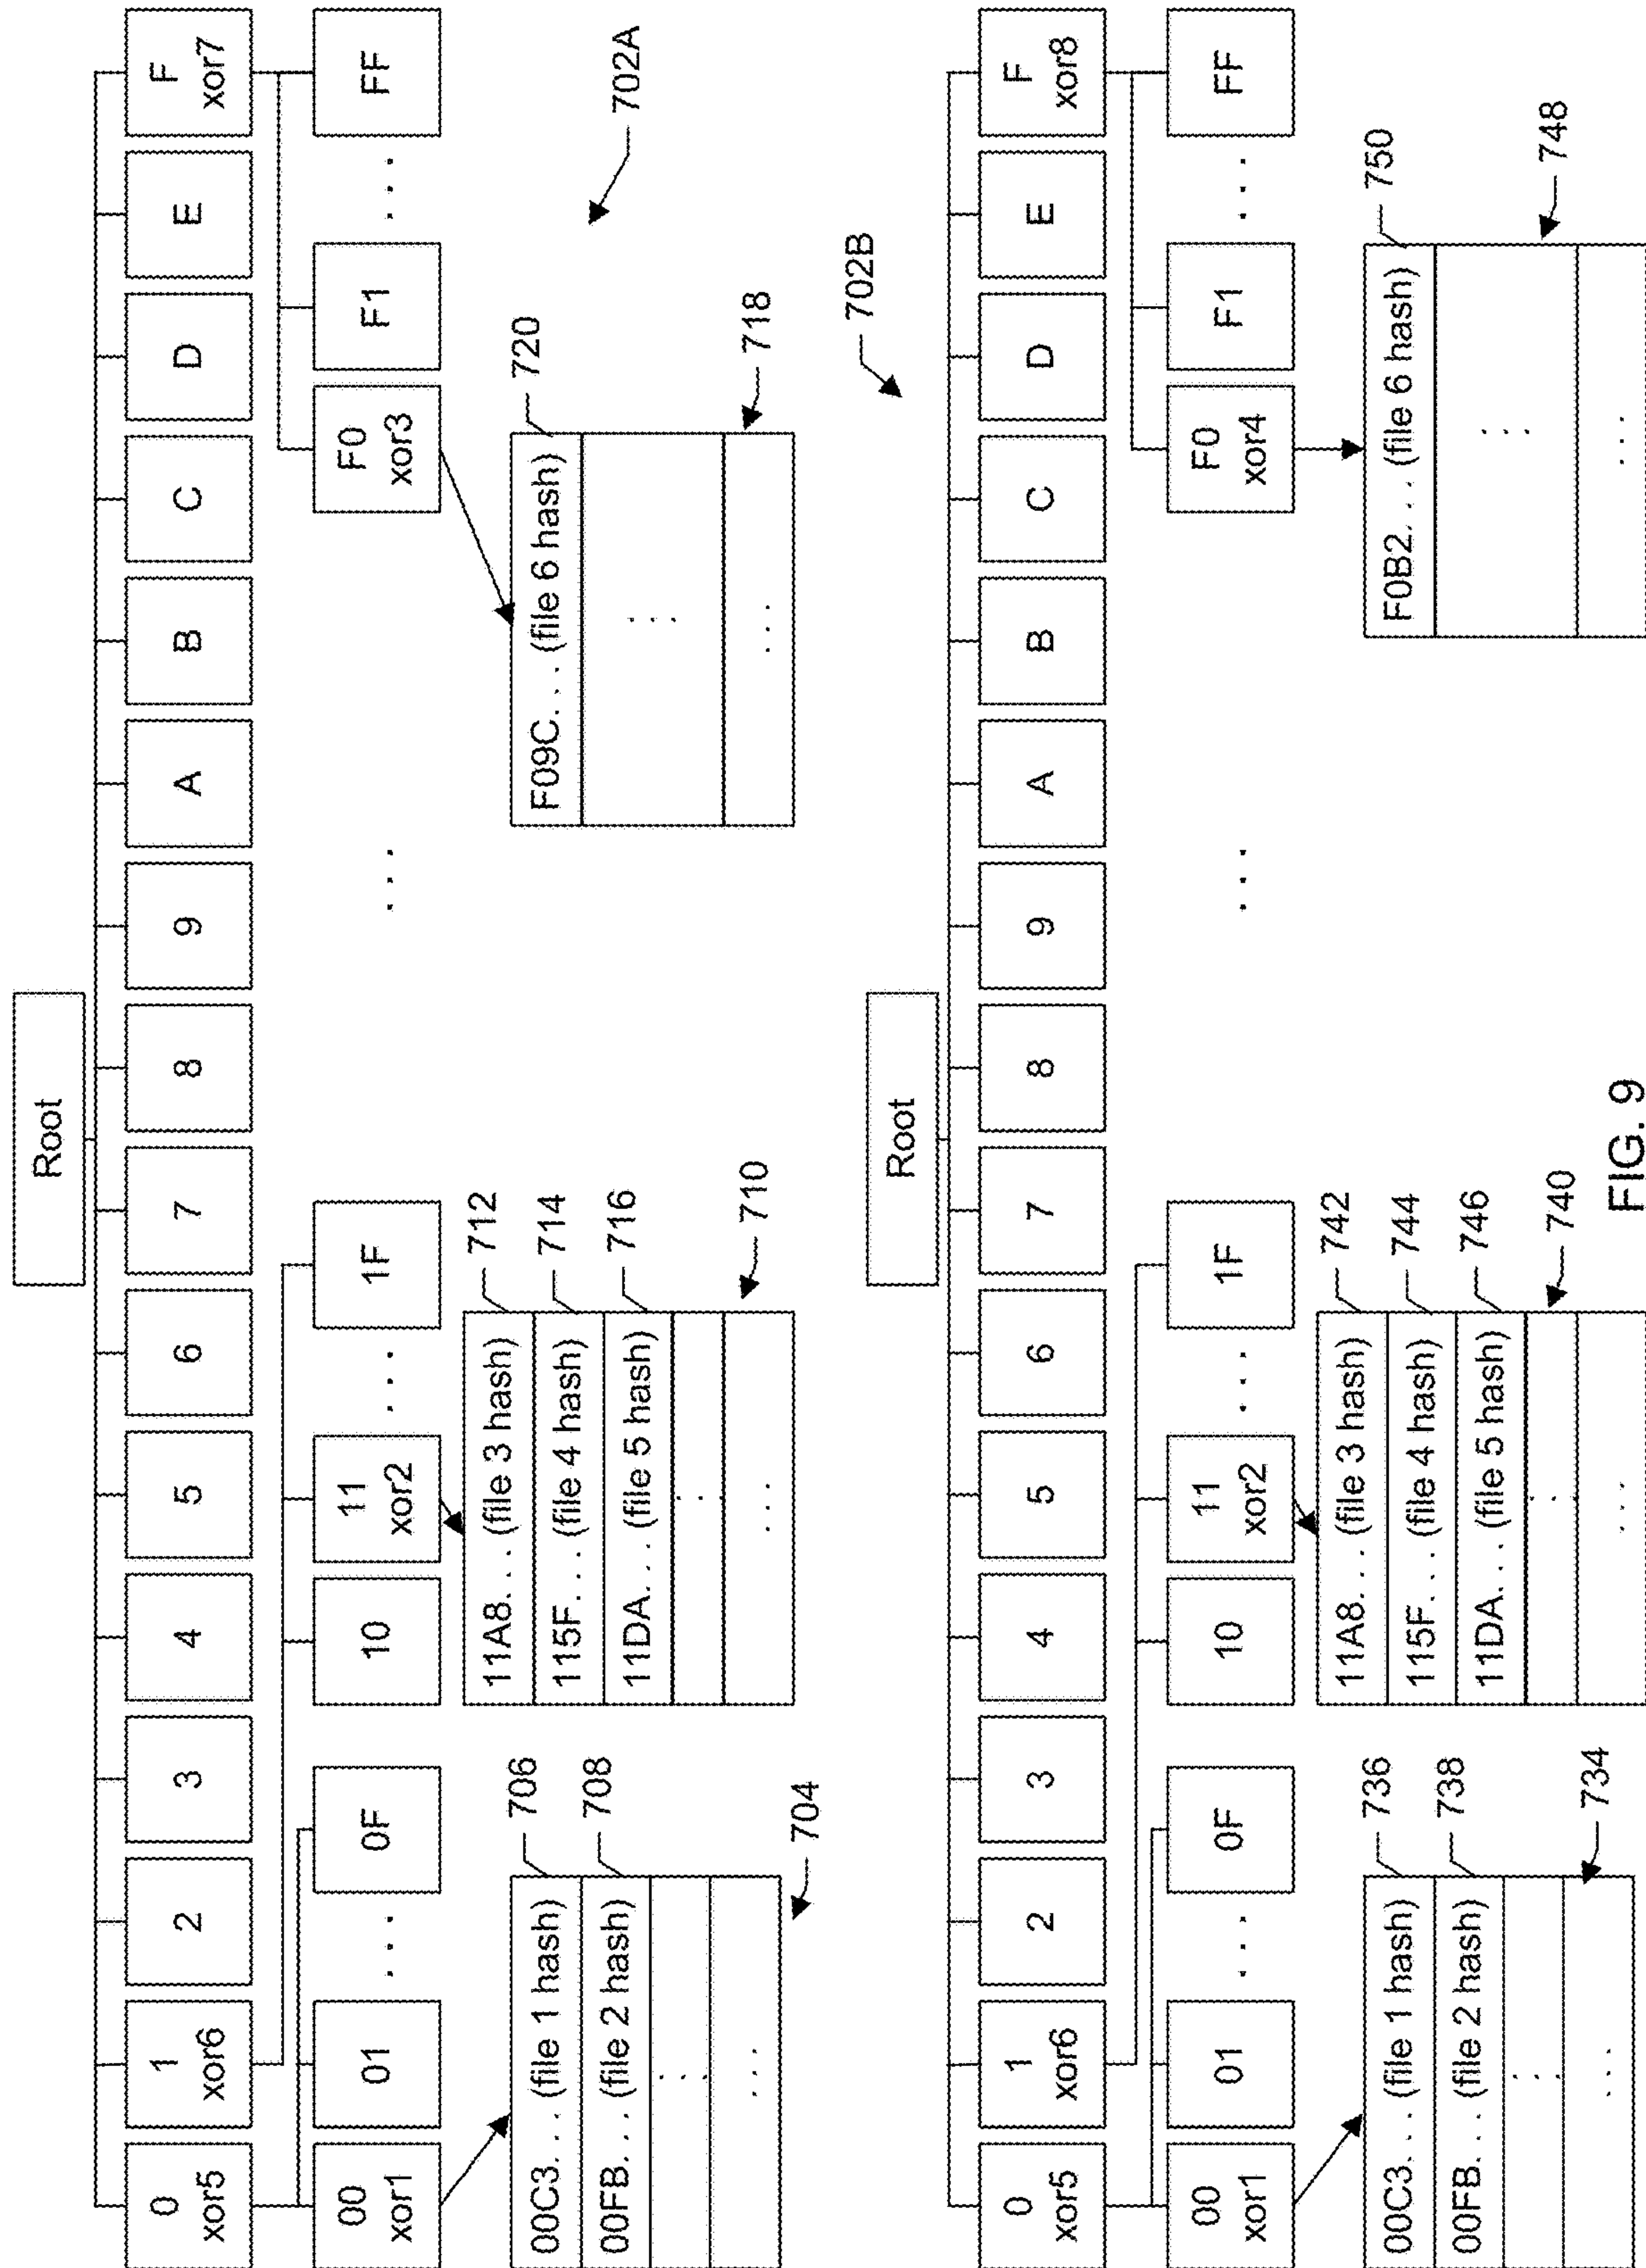 Root
0 xor5
1 xor6
2
3
4
5
6
7
8
9
A
B
C
D
E
F xor7
00 xor1
01
. . .
0F
10
11 xor2
. . .
1F
. . .
F0 xor3
F1
. . .
FF
00C3. . . (file 1 hash)
706
00FB. . . (file 2 hash)
708
. . .
. . .
704
11A8. . . (file 3 hash)
712
115F. . . (file 4 hash)
714
11DA. . . (file 5 hash)
716
. . .
. . .
710
F09C. . . (file 6 hash)
720
. . .
. . .
718
702A
Root
702B
0 xor5
1 xor6
2
3
4
5
6
7
8
9
A
B
C
D
E
F xor8
00 xor1
01
. . .
0F
10
11 xor2
. . .
1F
. . .
F0 xor4
F1
. . .
FF
00C3. . . (file 1 hash)
736
00FB. . . (file 2 hash)
738
. . .
. . .
734
11A8. . . (file 3 hash)
742
115F. . . (file 4 hash)
744
11DA. . . (file 5 hash)
746
. . .
. . .
740
F0B2. . . (file 6 hash)
750
. . .
. . .
748
FIG. 9